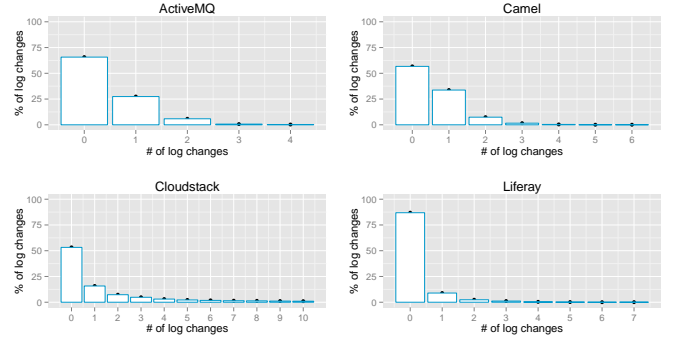 ActiveMQ
% of log changes
100
75
50
25
0
0 1 2 3 4
# of log changes
Camel
% of log changes
100
75
50
25
0
0 1 2 3 4 5 6
# of log changes
Cloudstack
% of log changes
100
75
50
25
0
0 1 2 3 4 5 6 7 8 9 10
# of log changes
Liferay
% of log changes
100
75
50
25
0
0 1 2 3 4 5 6 7
# of log changes